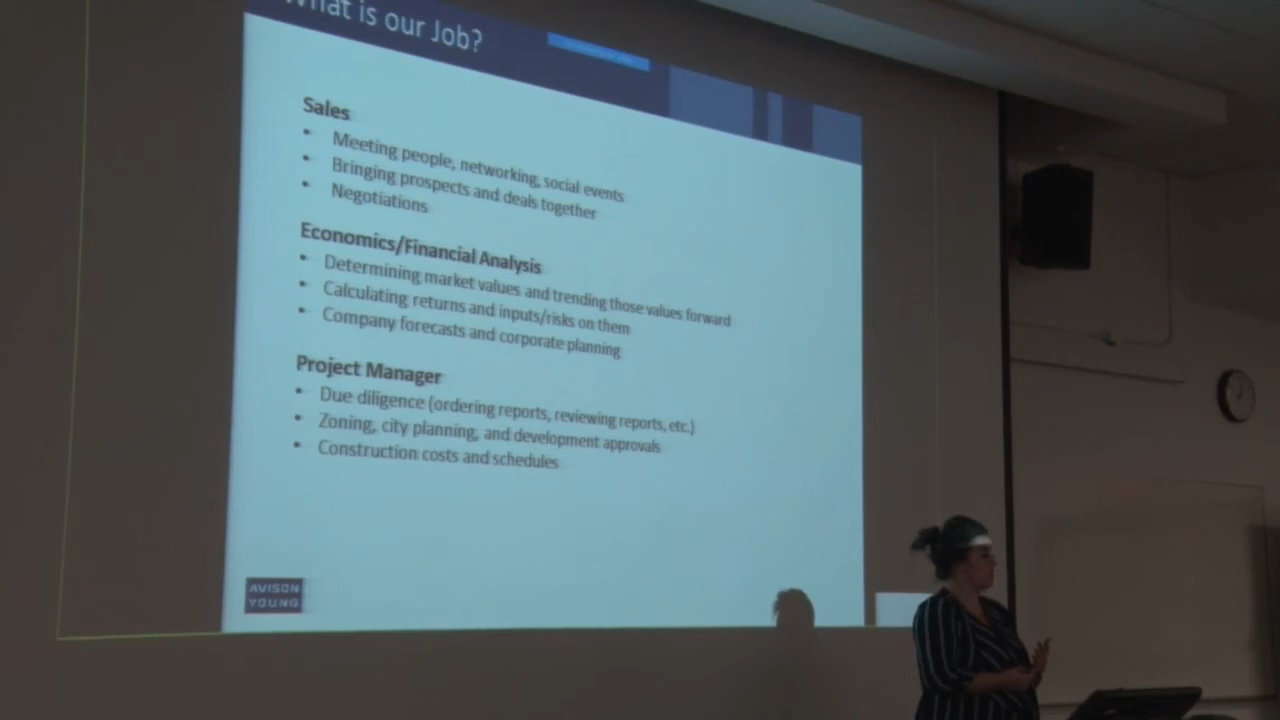 What is our Job?
Sales
• Meeting people, networking, social events
• Bringing prospects and deals together
• Negotiations
Economics/Financial Analysis
• Determining market values and trending those values forward
• Calculating returns and inputs/risks on them
• Company forecasts and corporate planning
Project Manager
• Due diligence (ordering reports, reviewing reports, etc.)
• Zoning, city planning, and development approvals
• Construction costs and schedules
AVISON
YOUNG